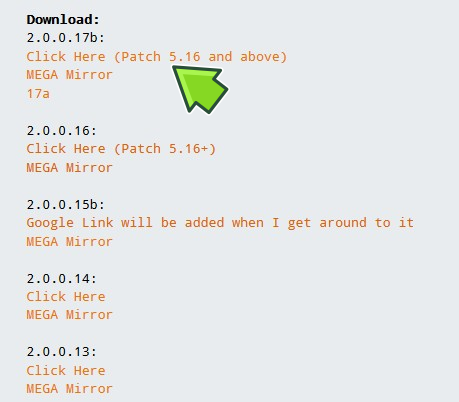 Download:
2.0.0.17b:
Click Here (Patch 5.16 and above)
MEGA Mirror
17a
2.0.0.16:
Click Here (Patch 5.16+)
MEGA Mirror
2.0.0.15b:
Google Link will be added when I get around to it
MEGA Mirror
2.0.0.14:
Click Here
MEGA Mirror
2.0.0.13:
Click Here
MEGA Mirror